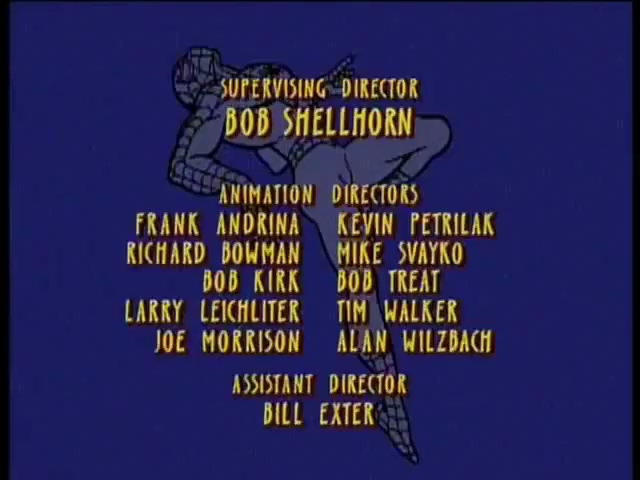 SUPERVISING DIRECTOR
BOB SHELLHORN
ANIMATION DIRECTORS
FRANK ANDRINA KEVIN PETRILAK
RICHARD BOWMAN MIKE SVAYKO
BOB KIRK BOB TREAT
LARRY LEICHLITER TIM WALKER
JOE MORRISON ALAN WILZBACH
ASSISTANT DIRECTOR
BILL EXTER